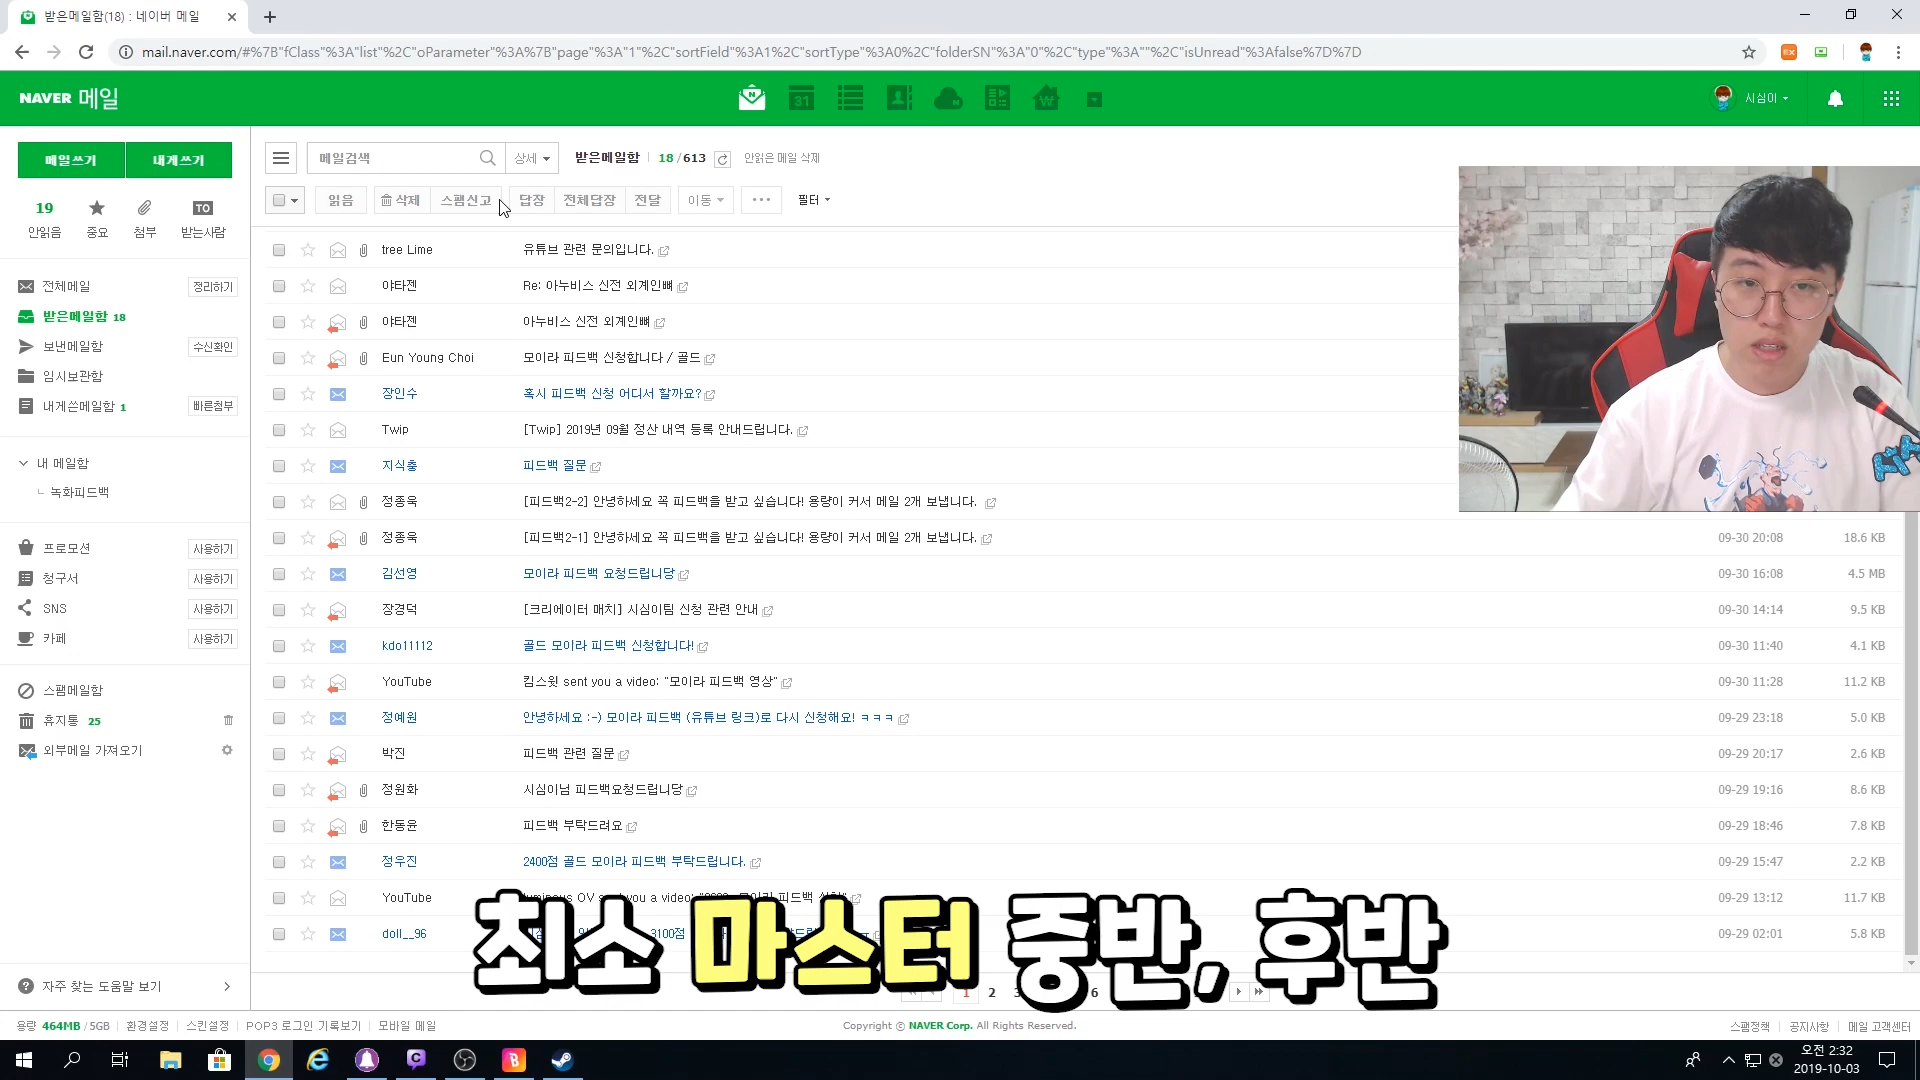 받은메일함(18) : 네이버 메일
mail.naver.com/#%7B"fClass"%3A"list"%2C"oParameter"%3A%7B"page"%3A"1"%2C"sortField"%3A1%2C"sortType"%3A0%2C"folderSN"%3A"0"%2C"type"%3A""%2C"isUnread"%3Afalse%7D%7D
NAVER 메일
31
시심이
메일쓰기 내게쓰기
메일검색 상세 받은메일함 18/613 안읽은 메일 삭제
읽음 삭제 스팸신고 답장 전체답장 전달 이동 필터
19
TO
안읽음 중요 첨부 받는사람
전체메일 정리하기
받은메일함 18
보낸메일함 수신확인
임시보관함
내게쓴메일함 1 빠른첨부
내 메일함
녹화피드백
프로모션 사용하기
청구서 사용하기
SNS 사용하기
카페 사용하기
스팸메일함
휴지통 25
외부메일 가져오기
자주 찾는 도움말 보기
tree Lime 유튜브 관련 문의입니다.
야타젠 Re: 아누비스 신전 외계인뼈
야타젠 아누비스 신전 외계인뼈
Eun Young Choi 모이라 피드백 신청합니다 / 골드
장인수 혹시 피드백 신청 어디서 할까요?
Twip [Twip] 2019년 09월 정산 내역 등록 안내드립니다.
지식충 피드백 질문
정종욱 [피드백2-2] 안녕하세요 꼭 피드백을 받고 싶습니다! 용량이 커서 메일 2개 보냅니다.
정종욱 [피드백2-1] 안녕하세요 꼭 피드백을 받고 싶습니다! 용량이 커서 메일 2개 보냅니다. 09-30 20:08 18.6 KB
김선영 모이라 피드백 요청드립니당 09-30 16:08 4.5 MB
장경덕 [크리에이터 매치] 시심이팀 신청 관련 안내 09-30 14:14 9.5 KB
kdo11112 골드 모이라 피드백 신청합니다! 09-30 11:40 4.1 KB
YouTube 킴스윗 sent you a video: "모이라 피드백 영상" 09-30 11:28 11.2 KB
정예원 안녕하세요 :-) 모이라 피드백 (유튜브 링크)로 다시 신청해요! ㅋㅋㅋ 09-29 23:18 5.0 KB
박진 피드백 관련 질문 09-29 20:17 2.6 KB
정원화 시심이님 피드백요청드립니당 09-29 19:16 8.6 KB
한동윤 피드백 부탁드려요 09-29 18:46 7.8 KB
정우진 2400점 골드 모이라 피드백 부탁드립니다. 09-29 15:47 2.2 KB
YouTube OV you a video: 피드백 09-29 13:12 11.7 KB
doll__96 3100점 09-29 02:01 5.8 KB
최소 마스터 중반, 후반
1 2 3 6
용량 464MB / 5GB 환경설정 스킨설정 POP3 로그인 기록보기 모바일 메일
Copyright © NAVER Corp. All Rights Reserved.
스팸정책 공지사항 메일 고객센터
오전 2:32
2019-10-03